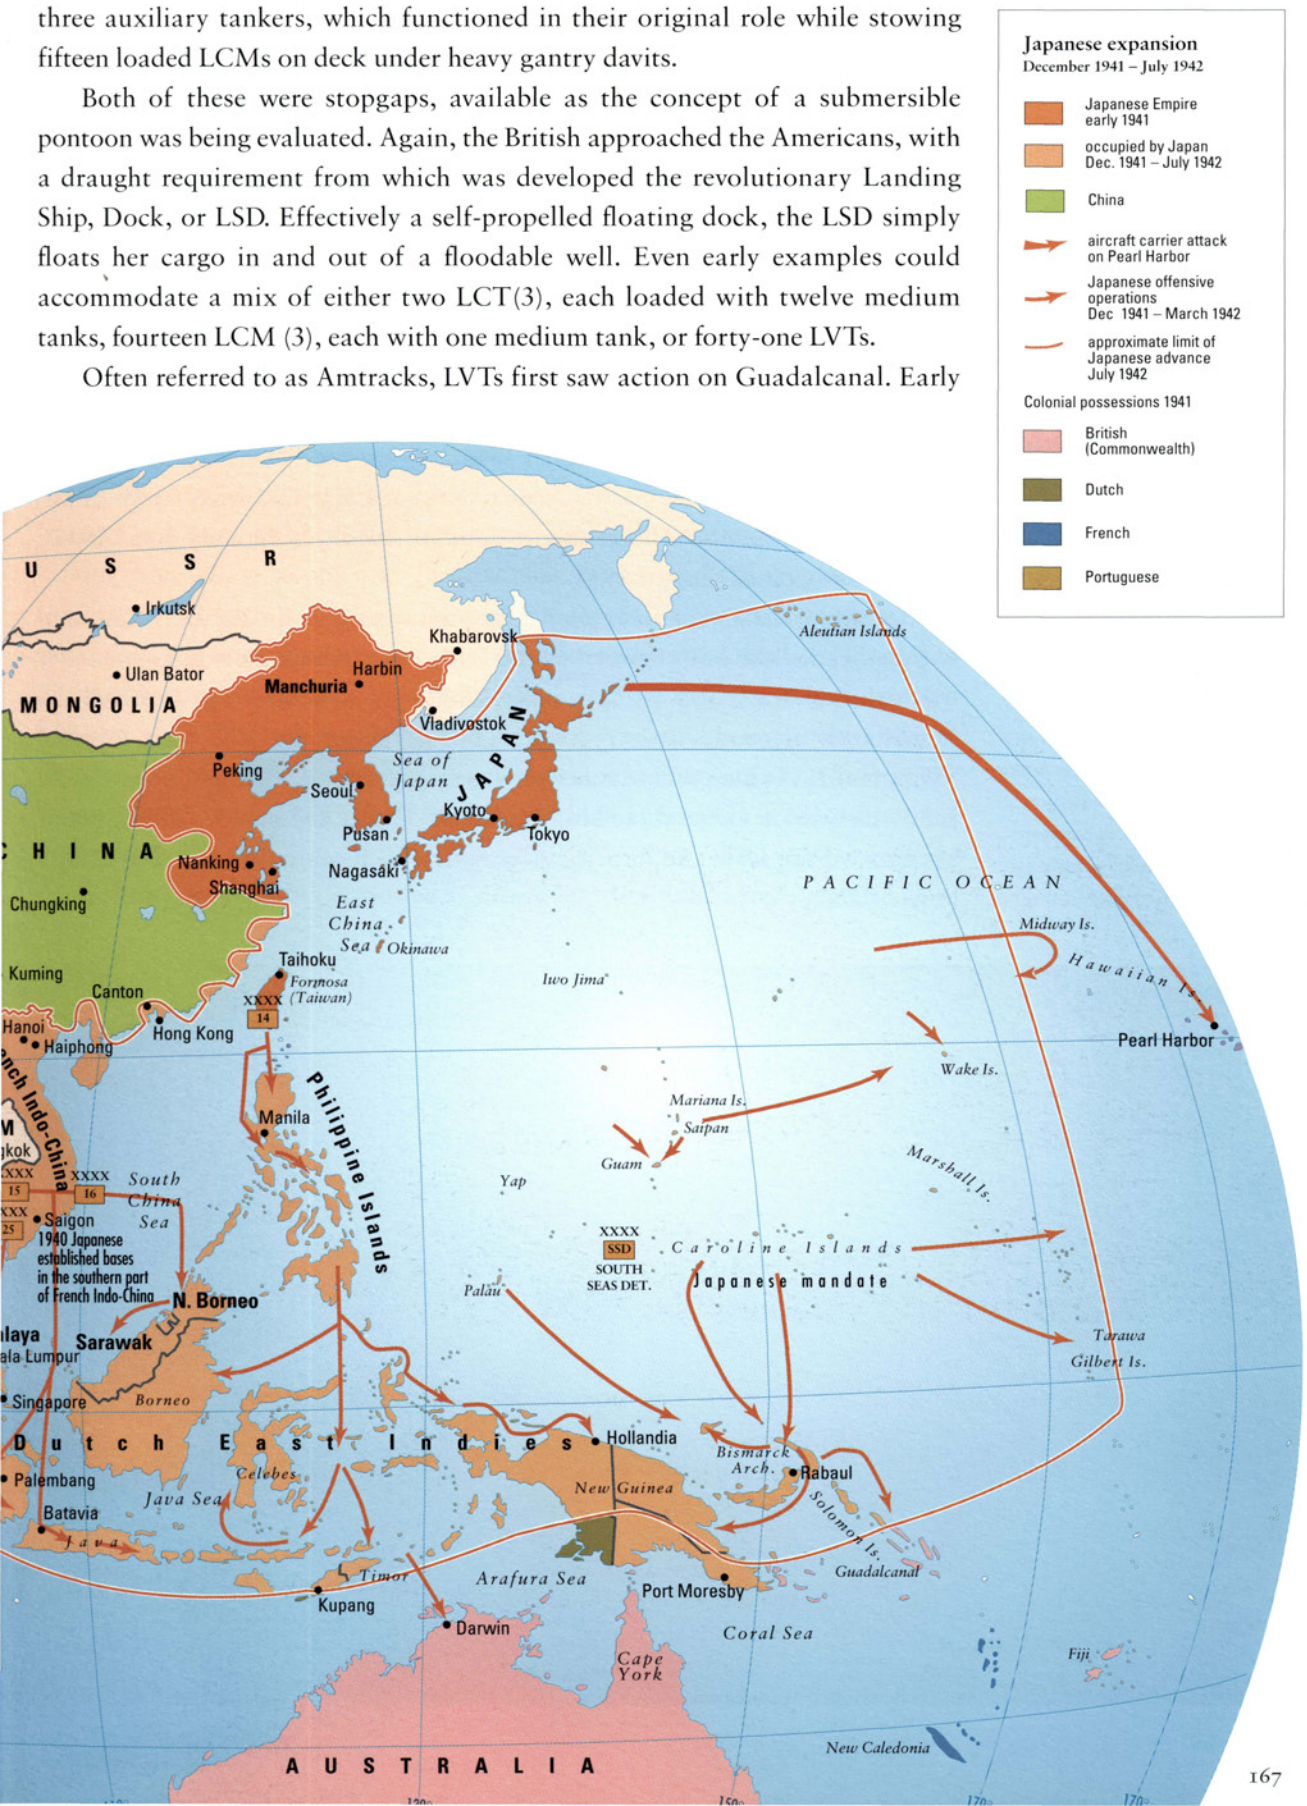 three auxiliary tankers, which functioned in their original role while stowing
fifteen loaded LCMs on deck under heavy gantry davits.
Both of these were stopgaps, available as the concept of a submersible
pontoon was being evaluated. Again, the British approached the Americans, with
a draught requirement from which was developed the revolutionary Landing
Ship, Dock, or LSD. Effectively a self-propelled floating dock, the LSD simply
floats her cargo in and out of a floodable well. Even early examples could
accommodate a mix of either two LCT(3), each loaded with twelve medium
tanks, fourteen LCM (3), each with one medium tank, or forty-one LVTs.
Often referred to as Amtracks, LVTs first saw action on Guadalcanal. Early
Japanese expansion
December 1941 – July 1942
Japanese Empire
early 1941
occupied by Japan
Dec. 1941 – July 1942
China
aircraft carrier attack
on Pearl Harbor
Japanese offensive
operations
Dec 1941 – March 1942
approximate limit of
Japanese advance
July 1942
Colonial possessions 1941
British
(Commonwealth)
Dutch
French
Portuguese
U S S R
Irkutsk
Khabarovsk
Aleutian Islands
Ulan Bator
Harbin
Manchuria
MONGOLIA
Vladivostok
JAPAN
Peking
Sea of
Japan
Seoul
Kyoto
Pusan
Tokyo
CHINA
Nanking
Nagasaki
Shanghai
PACIFIC OCEAN
Chungking
East
China
Sea
Okinawa
Midway Is.
Taihoku
Hawaiian Is.
Kuming
Formosa
(Taiwan)
Iwo Jima
Canton
XXXX
14
Hanoi
Hong Kong
Pearl Harbor
Haiphong
nch Indo-China
Philippine Islands
Wake Is.
Mariana Is.
Manila
Saipan
M
gkok
Guam
Marshall Is.
XXX
15
XXXX
16
South
China
Sea
Yap
XXX
25
Saigon
1940 Japanese
established bases
in the southern part
of French Indo-China
XXXX
SSD
SOUTH
SEAS DET.
Caroline Islands
Japanese mandate
Palau
N. Borneo
laya
Sarawak
ala Lumpur
Tarawa
Gilbert Is.
Singapore
Borneo
Dutch East Indies
Hollandia
Bismarck
Arch.
Rabaul
Palembang
Celebes
New Guinea
Java Sea
Solomon Is.
Batavia
Java
Timor
Arafura Sea
Guadalcanal
Port Moresby
Kupang
Darwin
Coral Sea
Cape
York
Fiji
New Caledonia
AUSTRALIA
167
120°
150°
170°
170°